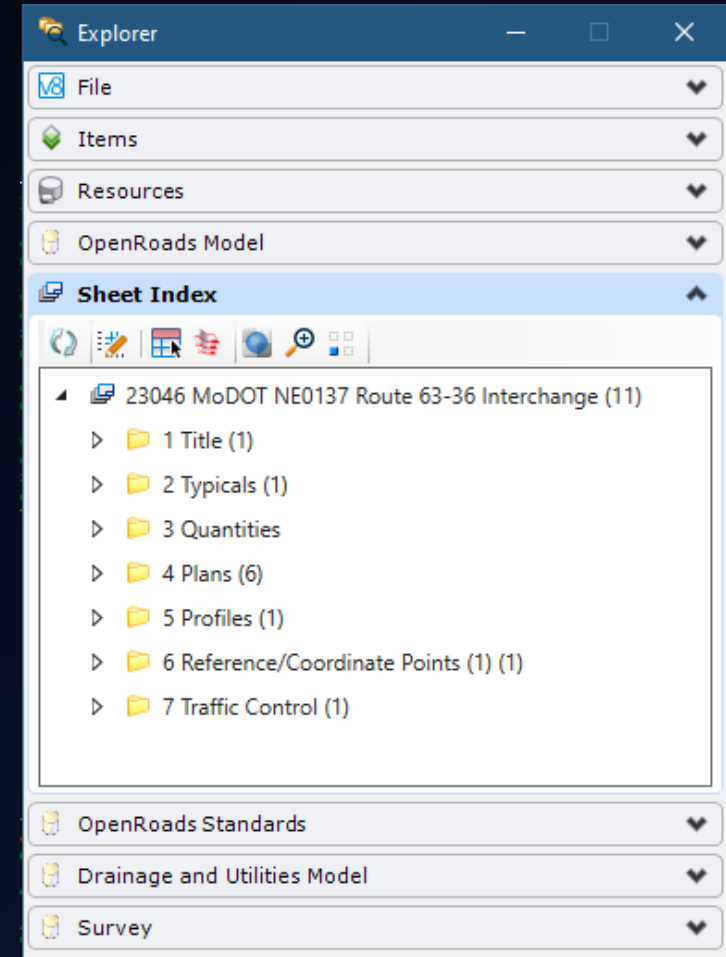 Explorer
V8 File
Items
Resources
OpenRoads Model
Sheet Index
23046 MoDOT NE0137 Route 63-36 Interchange (11)
1 Title (1)
2 Typicals (1)
3 Quantities
4 Plans (6)
5 Profiles (1)
6 Reference/Coordinate Points (1) (1)
7 Traffic Control (1)
OpenRoads Standards
Drainage and Utilities Model
Survey